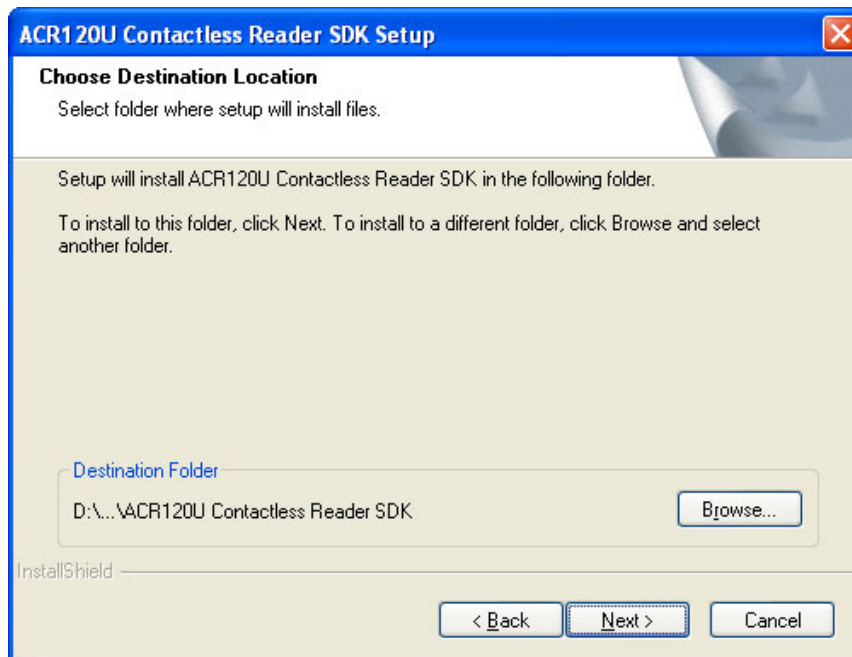 ACR120U Contactless Reader SDK Setup
Choose Destination Location
Select folder where setup will install files.
Setup will install ACR120U Contactless Reader SDK in the following folder.
To install to this folder, click Next. To install to a different folder, click Browse and select
another folder.
Destination Folder
D:\...\ACR120U Contactless Reader SDK
Browse...
InstallShield
< Back
Next >
Cancel